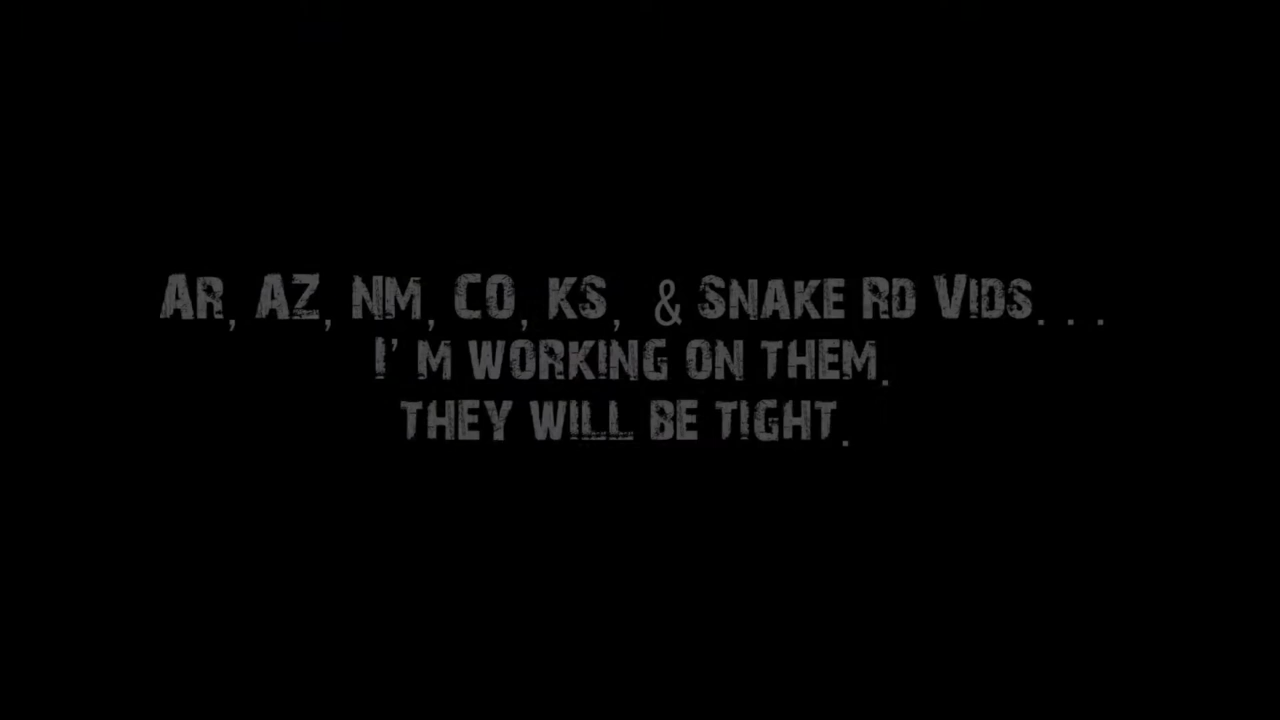 Ar, AZ, NM, CO, KS, & Snake Rd Vids...
I'm working on them.
They will be tight.